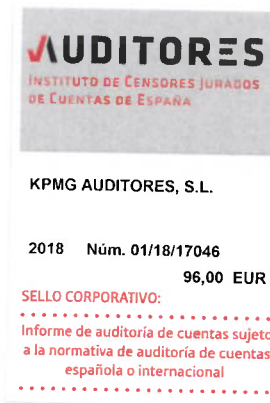 AUDITORES
INSTITUTO DE CENSORES JURADOS
DE CUENTAS DE ESPAÑA
KPMG AUDITORES, S.L.
2018 Núm. 01/18/17046
96,00 EUR
SELLO CORPORATIVO:
Informe de auditoría de cuentas sujeto
a la normativa de auditoría de cuentas
española o internacional